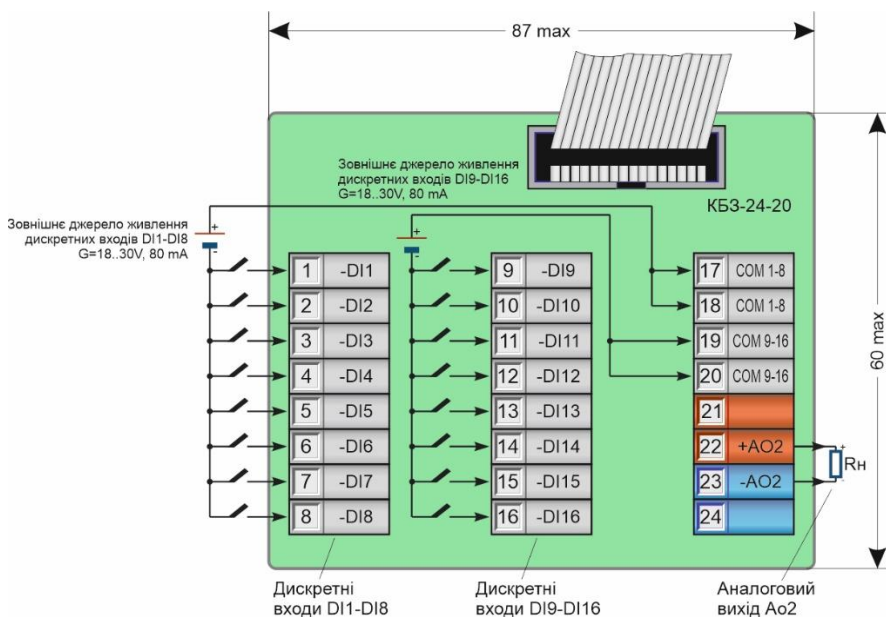 87 max
Зовнішнє джерело живлення
дискретних входів DI9-DI16
G=18..30V, 80 mA
КБЗ-24-20
Зовнішнє джерело живлення
дискретних входів DI1-DI8
G=18..30V, 80 mA
+
-
+
-
1 -DI1
2 -DI2
3 -DI3
4 -DI4
5 -DI5
6 -DI6
7 -DI7
8 -DI8
9 -DI9
10 -DI10
11 -DI11
12 -DI12
13 -DI13
14 -DI14
15 -DI15
16 -DI16
17 COM 1-8
18 COM 1-8
19 COM 9-16
20 COM 9-16
21
22 +AO2
23 -AO2
24
+
Rн
-
60 max
Дискретні
входи DI1-DI8
Дискретні
входи DI9-DI16
Аналоговий
вихід Ao2